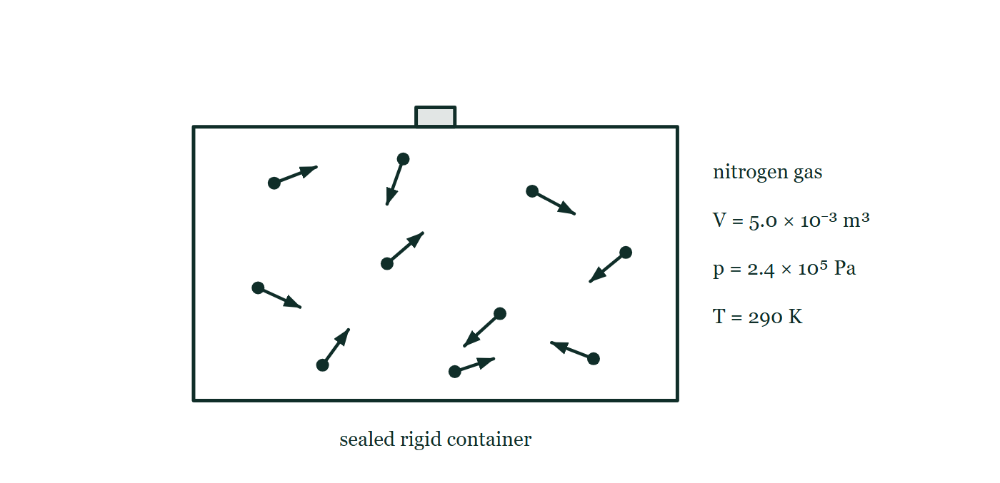 nitrogen gas
V = 5.0 × 10⁻³ m³
p = 2.4 × 10⁵ Pa
T = 290 K
sealed rigid container